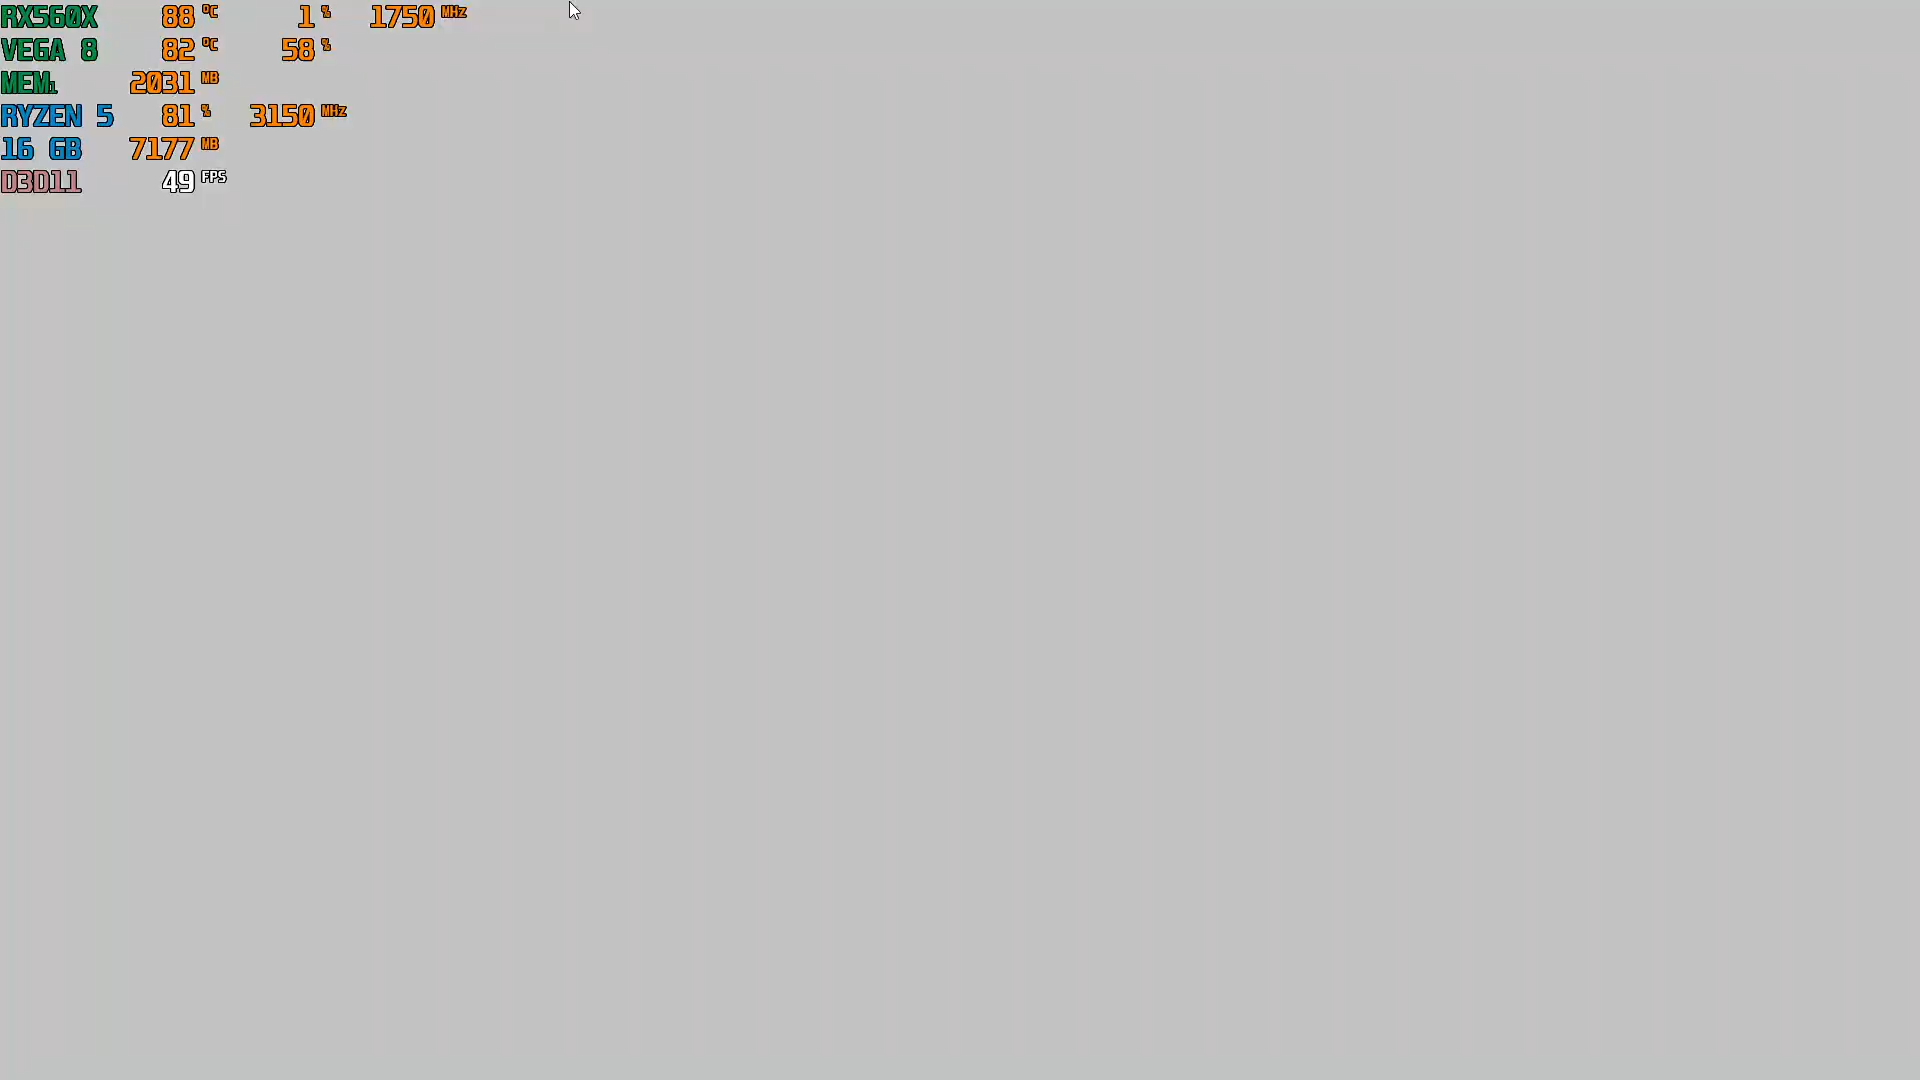 RX560X 88 °C 1 % 1750 MHz
VEGA 8 82 °C 58 %
MEM1 2031 MB
RYZEN 5 81 % 3150 MHz
16 GB 7177 MB
D3D11 49 FPS